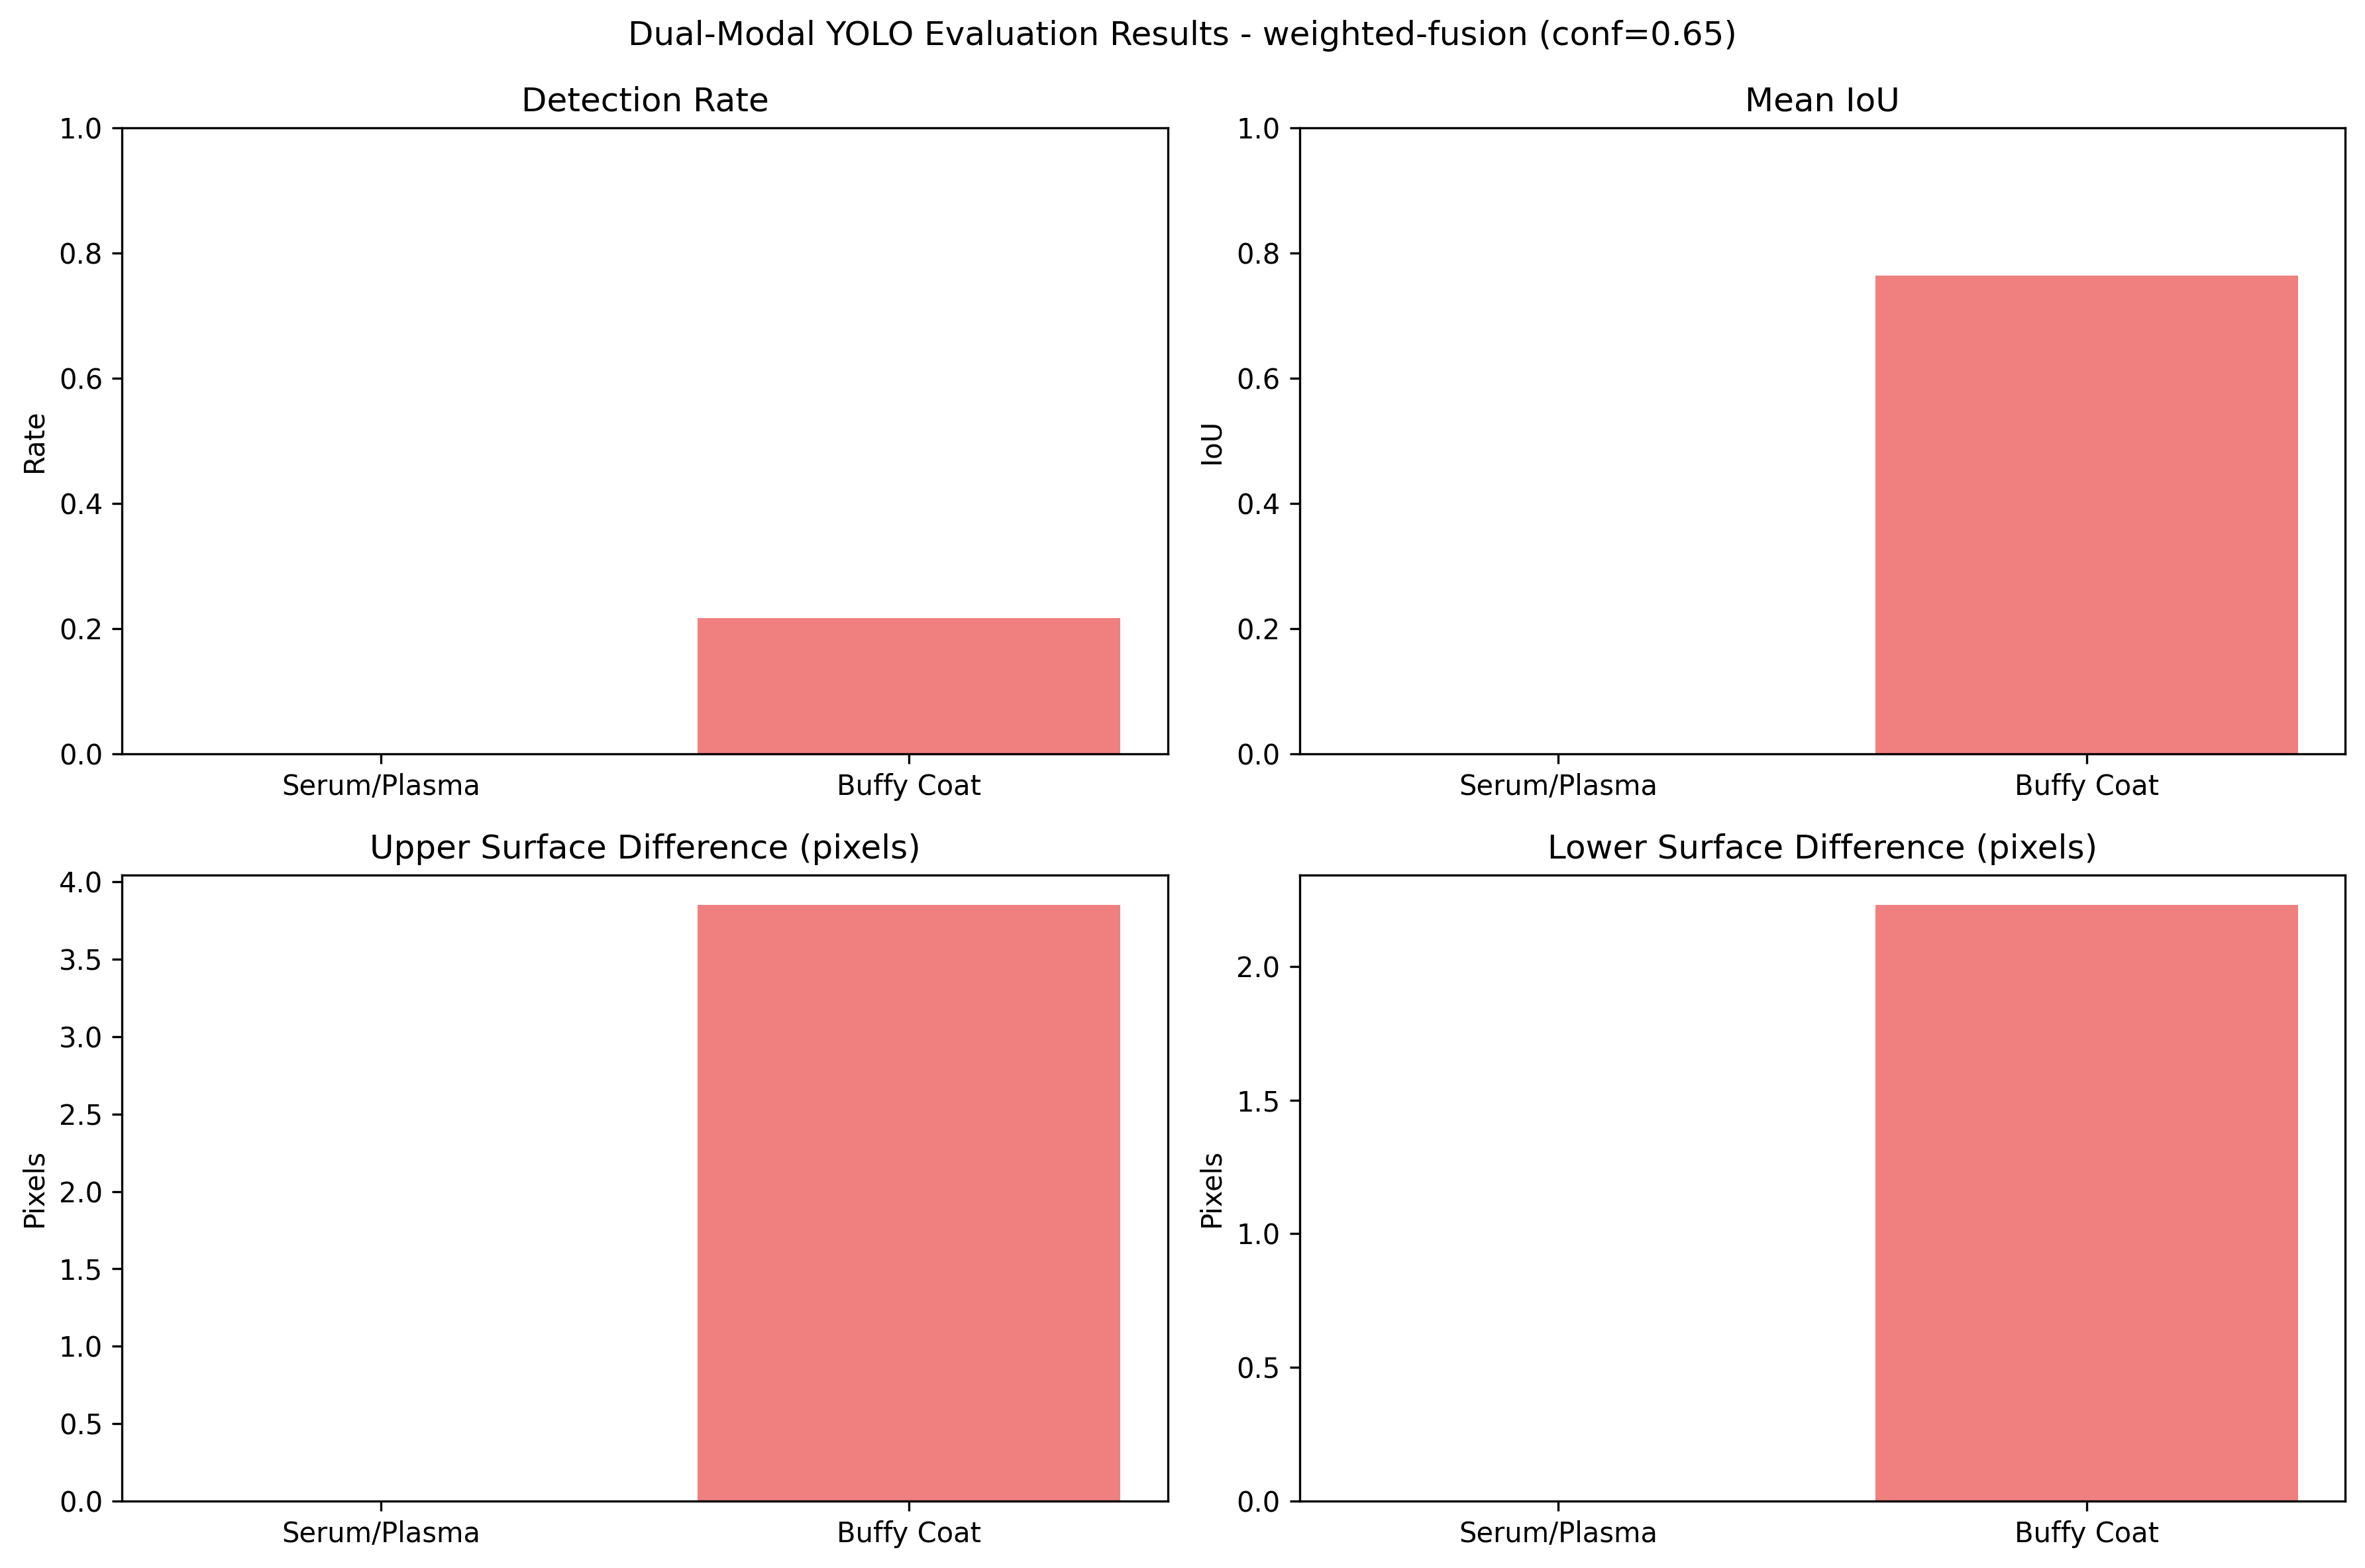 Dual-Modal YOLO Evaluation Results - weighted-fusion (conf=0.65)
Detection Rate
1.0
0.8
0.6
0.4
0.2
0.0
Rate
Serum/Plasma
Buffy Coat
Mean IoU
1.0
0.8
0.6
0.4
0.2
0.0
IoU
Serum/Plasma
Buffy Coat
Upper Surface Difference (pixels)
4.0
3.5
3.0
2.5
2.0
1.5
1.0
0.5
0.0
Pixels
Serum/Plasma
Buffy Coat
Lower Surface Difference (pixels)
2.0
1.5
1.0
0.5
0.0
Pixels
Serum/Plasma
Buffy Coat